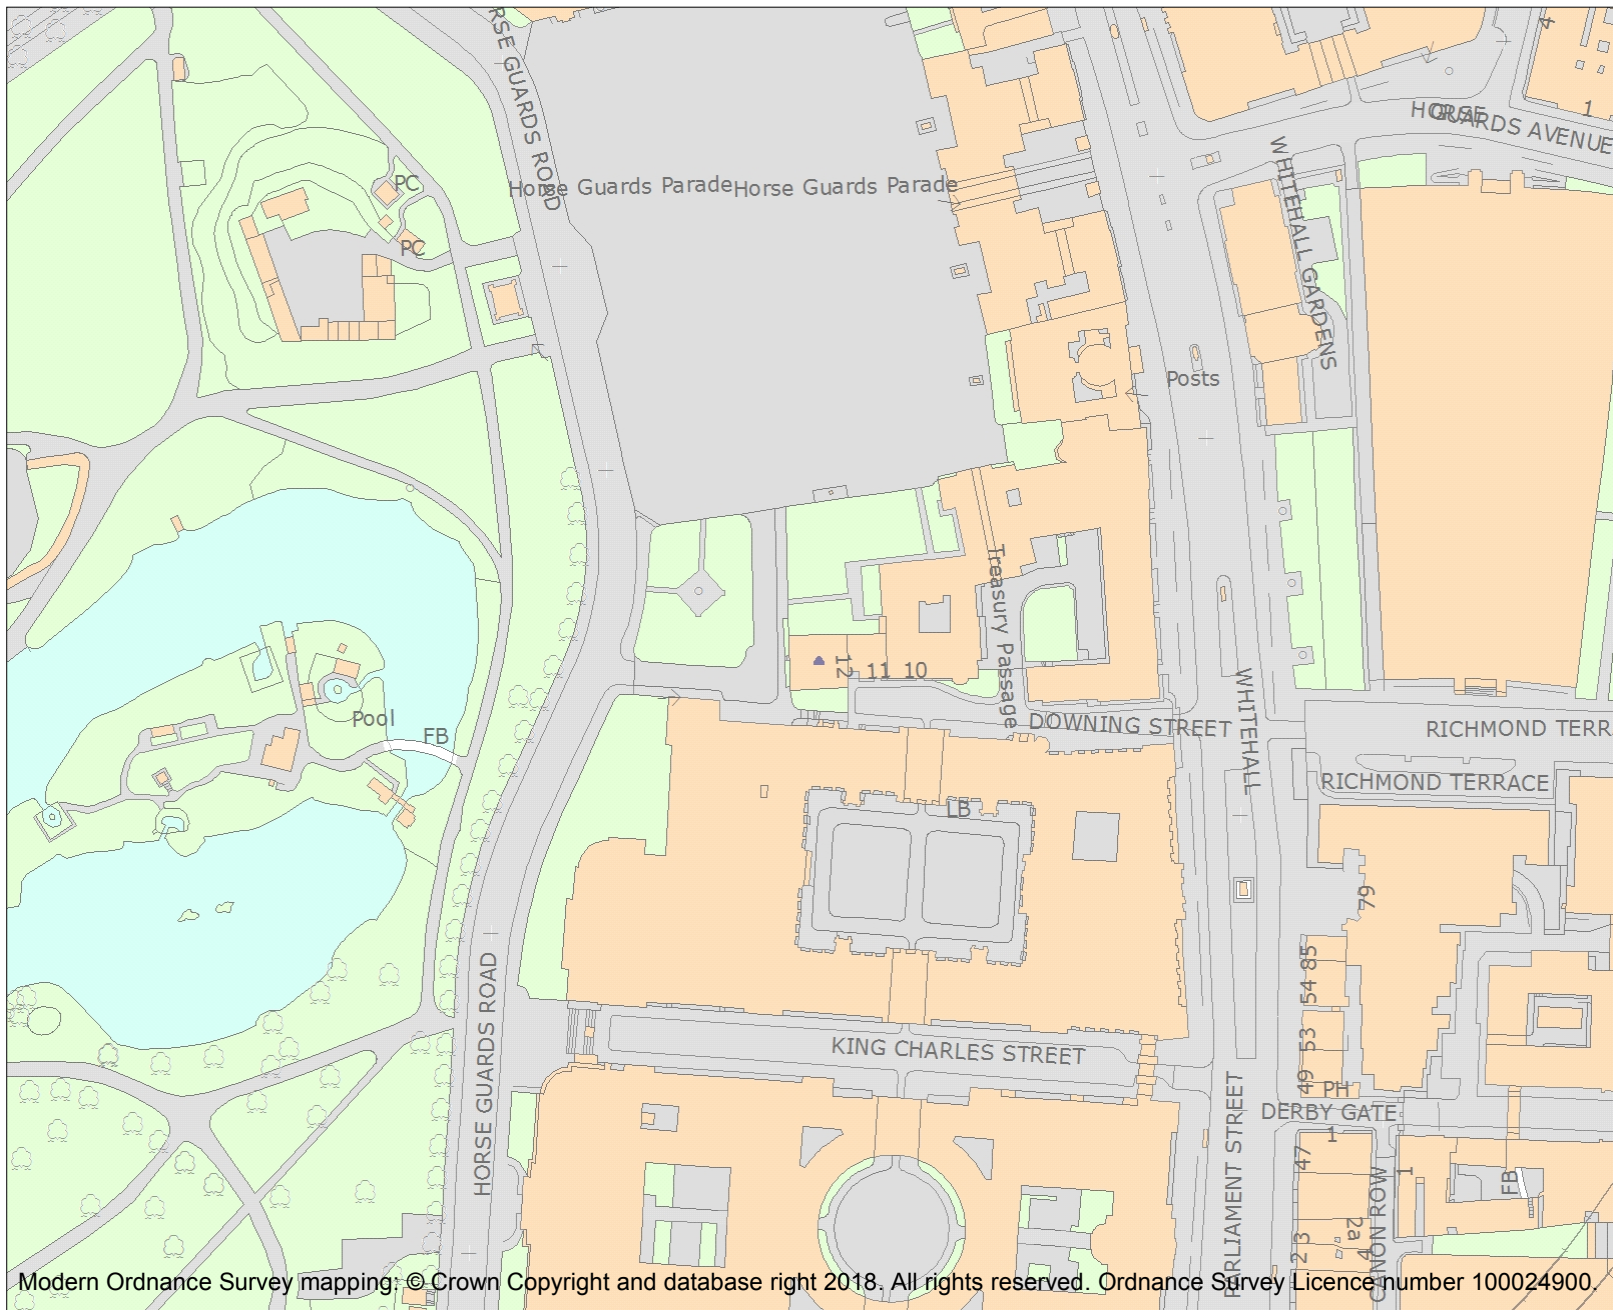 RSE GUARDS ROAD
4
HORSE
GUARDS AVENUE
1
PC
Horse Guards Parade
Horse Guards Parade
WHITEHALL GARDENS
PC
Posts
Treasury Passage
12
11
10
WHITEHALL
Pool
FB
DOWNING STREET
RICHMOND TERR
RICHMOND TERRACE
LB
79
85
54
HORSE GUARDS ROAD
53
KING CHARLES STREET
49
PH
PARLIAMENT STREET
DERBY GATE
1
47
1
CANON ROW
FB
2a
3
2
4
Modern Ordnance Survey mapping: © Crown Copyright and database right 2018. All rights reserved. Ordnance Survey Licence number 100024900.